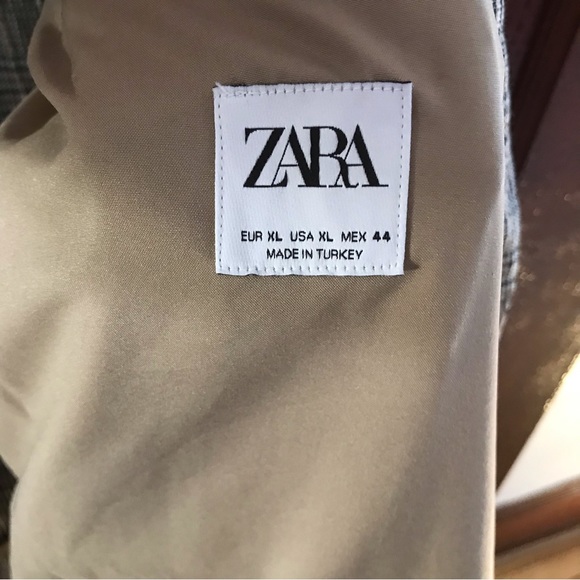 ZARA
EUR XL USA XL MEX 44
MADE IN TURKEY